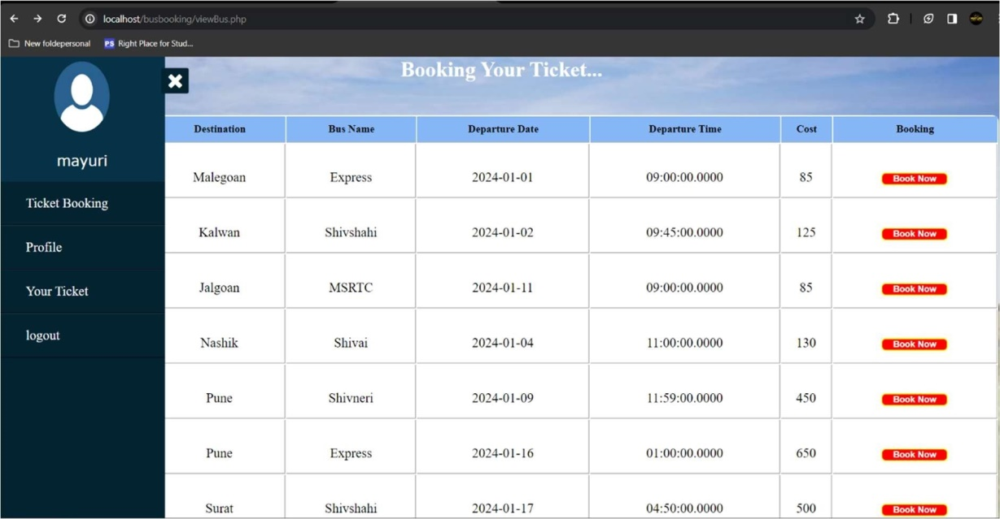 localhost/busbooking/viewBus.php
New foldepersonal PS Right Place for Stud...
Booking Your Ticket...
mayuri
Ticket Booking
Profile
Your Ticket
logout
Destination Bus Name Departure Date Departure Time Cost Booking
Malegoan Express 2024-01-01 09:00:00.0000 85 Book Now
Kalwan Shivshahi 2024-01-02 09:45:00.0000 125 Book Now
Jalgoan MSRTC 2024-01-11 09:00:00.0000 85 Book Now
Nashik Shivai 2024-01-04 11:00:00.0000 130 Book Now
Pune Shivneri 2024-01-09 11:59:00.0000 450 Book Now
Pune Express 2024-01-16 01:00:00.0000 650 Book Now
Surat Shivshahi 2024-01-17 04:50:00.0000 500 Book Now